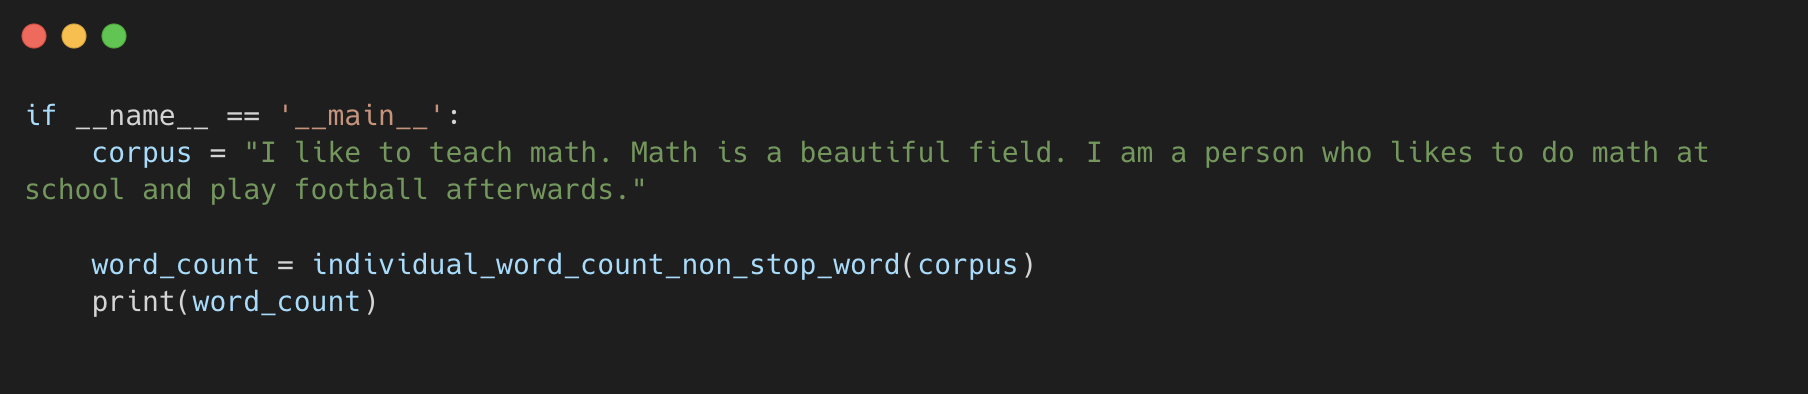 if __name__ == '__main__':
    corpus = "I like to teach math. Math is a beautiful field. I am a person who likes to do math at
school and play football afterwards."

    word_count = individual_word_count_non_stop_word(corpus)
    print(word_count)